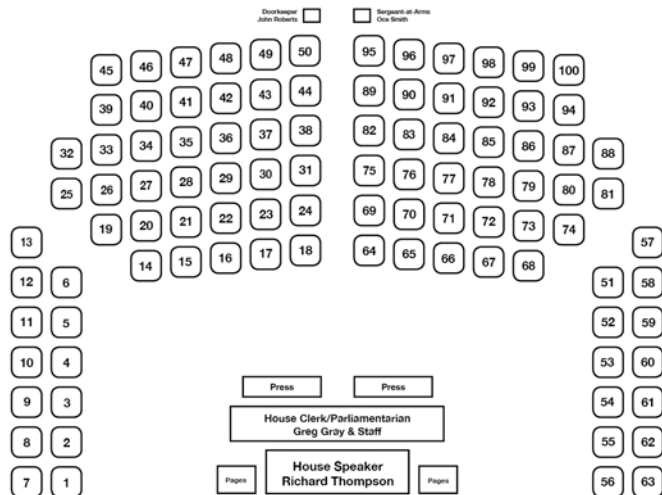 Doorkeeper
John Roberts
Sergeant-at-Arms
Oce Smith
45 46 47 48 49 50 95 96 97 98 99 100
39 40 41 42 43 44 89 90 91 92 93 94
32 33 34 35 36 37 38 82 83 84 85 86 87 88
25 26 27 28 29 30 31 75 76 77 78 79 80 81
19 20 21 22 23 24 69 70 71 72 73 74
13 14 15 16 17 18 64 65 66 67 68 57
12 6 51 58
11 5 52 59
10 4 53 60
9 3 54 61
8 2 55 62
7 1 56 63
Press Press
House Clerk/Parliamentarian
Greg Gray & Staff
Pages
House Speaker
Richard Thompson
Pages